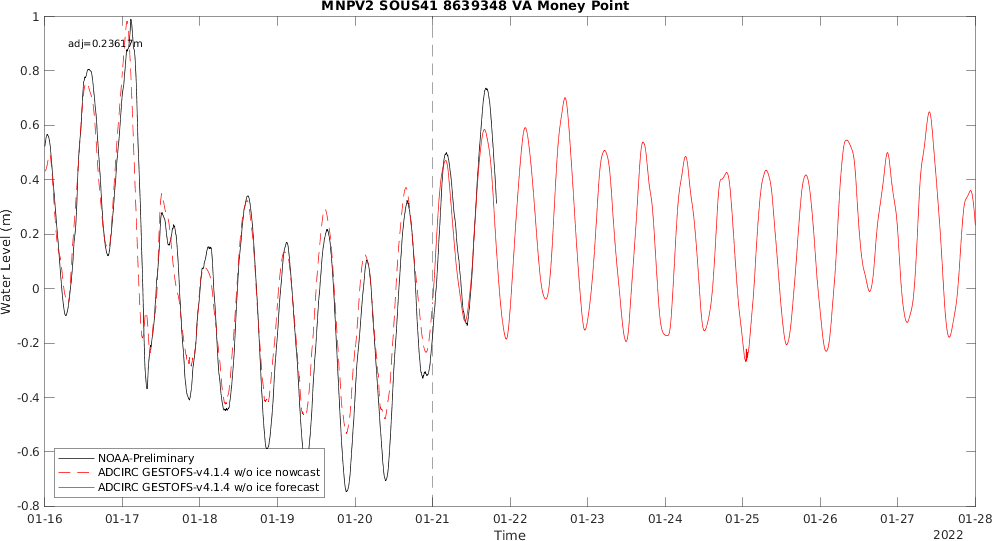 MNPV2 SOUS41 8639348 VA Money Point
adj=0.23617m
Water Level (m)
1
0.8
0.6
0.4
0.2
0
-0.2
-0.4
-0.6
-0.8
NOAA-Preliminary
ADCIRC GESTOFS-v4.1.4 w/o ice nowcast
ADCIRC GESTOFS-v4.1.4 w/o ice forecast
01-16 01-17 01-18 01-19 01-20 01-21 01-22 01-23 01-24 01-25 01-26 01-27 01-28
Time
2022